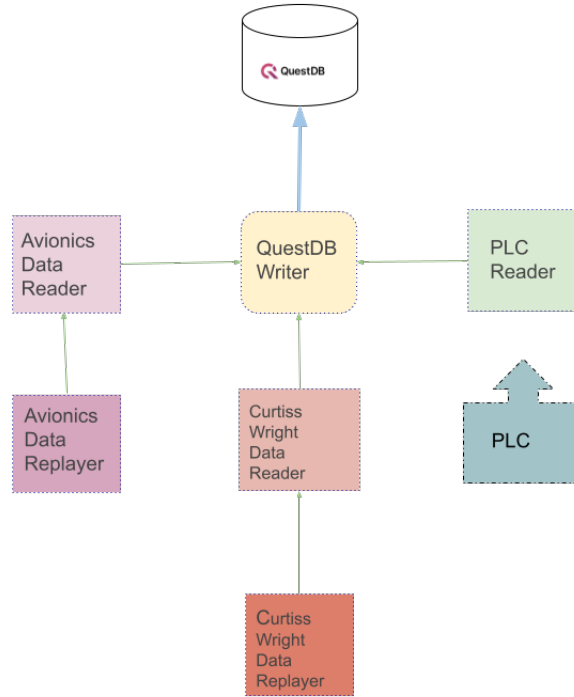 QuestDB
Avionics
Data
Reader
QuestDB
Writer
PLC
Reader
Avionics
Data
Replayer
Curtiss
Wright
Data
Reader
PLC
Curtiss
Wright
Data
Replayer